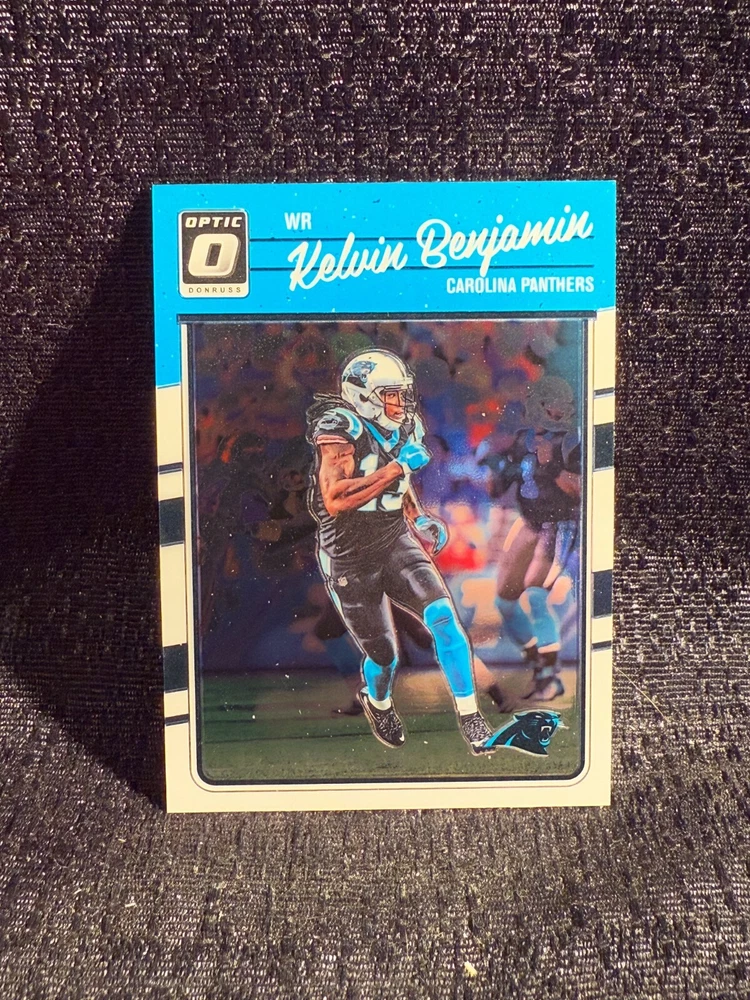 OPTIC
O
DONRUSS
WR
Kelvin Benjamin
CAROLINA PANTHERS